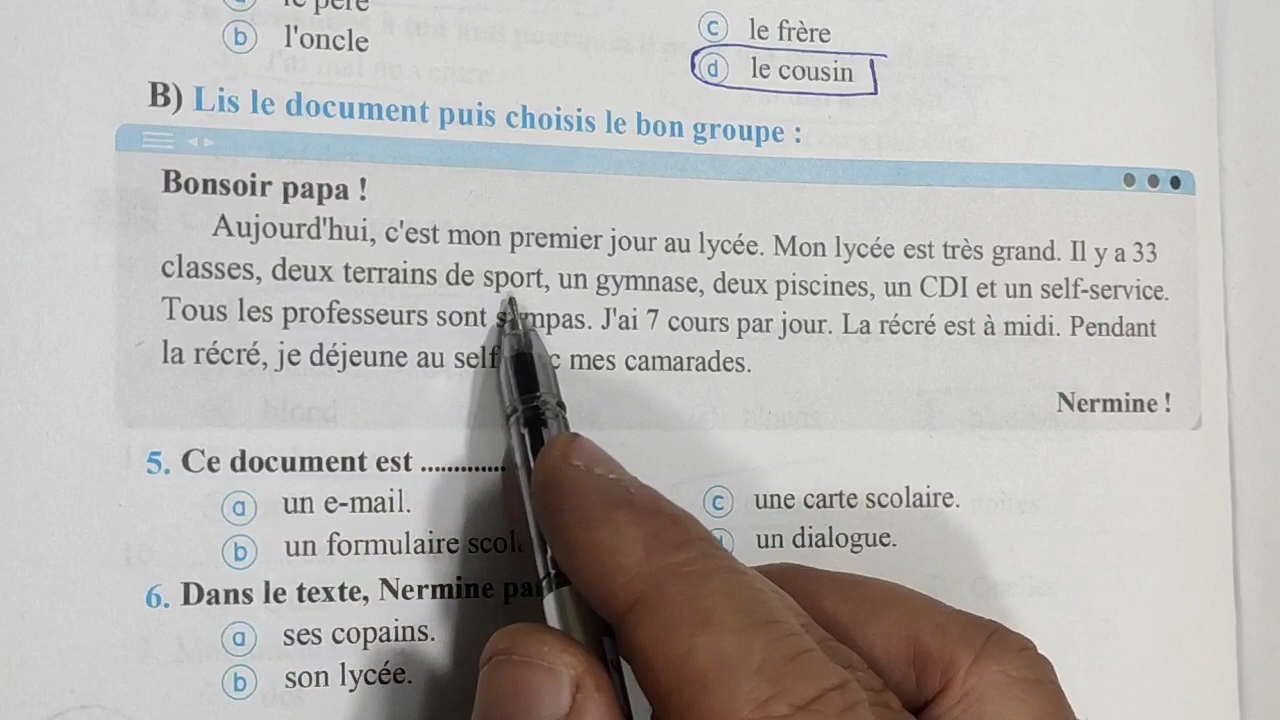 le père
b l'oncle
c le frère
d le cousin
B) Lis le document puis choisis le bon groupe :
Bonsoir papa !
Aujourd'hui, c'est mon premier jour au lycée. Mon lycée est très grand. Il y a 33
classes, deux terrains de sport, un gymnase, deux piscines, un CDI et un self-service.
Tous les professeurs sont sympas. J'ai 7 cours par jour. La récré est à midi. Pendant
la récré, je déjeune au self mes camarades.
Nermine !
5. Ce document est .............
a un e-mail.
b un formulaire
c une carte scolaire.
d un dialogue.
6. Dans le texte, Nermine
a ses copains.
b son lycée.